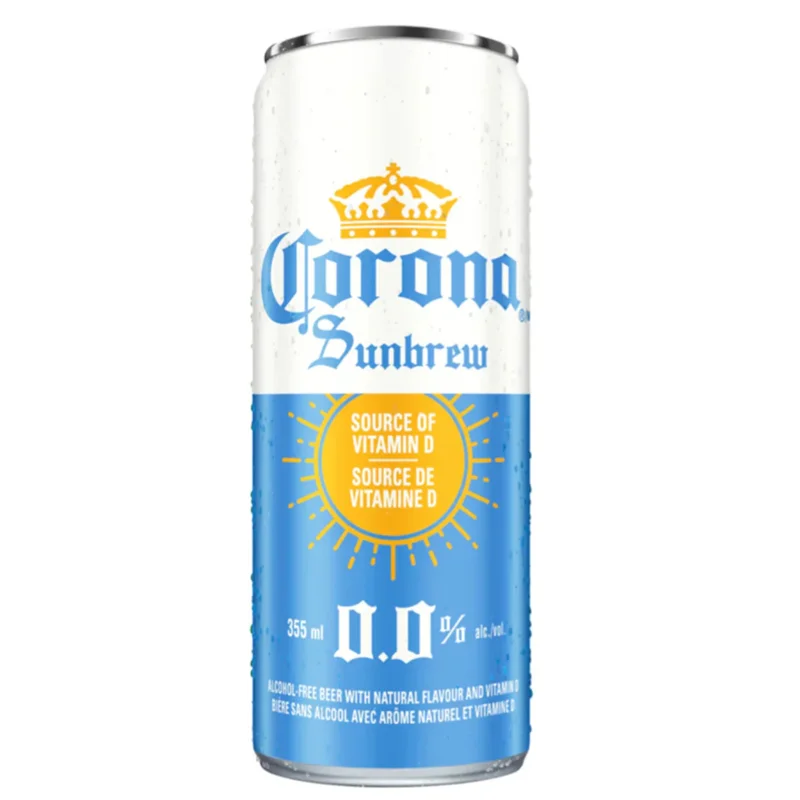 Corona
Sunbrew
SOURCE OF
VITAMIN D
SOURCE DE
VITAMINE D
355 ml 0.0% alc./vol.
ALCOHOL-FREE BEER WITH NATURAL FLAVOUR AND VITAMIN D
BIÈRE SANS ALCOOL AVEC ARÔME NATUREL ET VITAMINE D